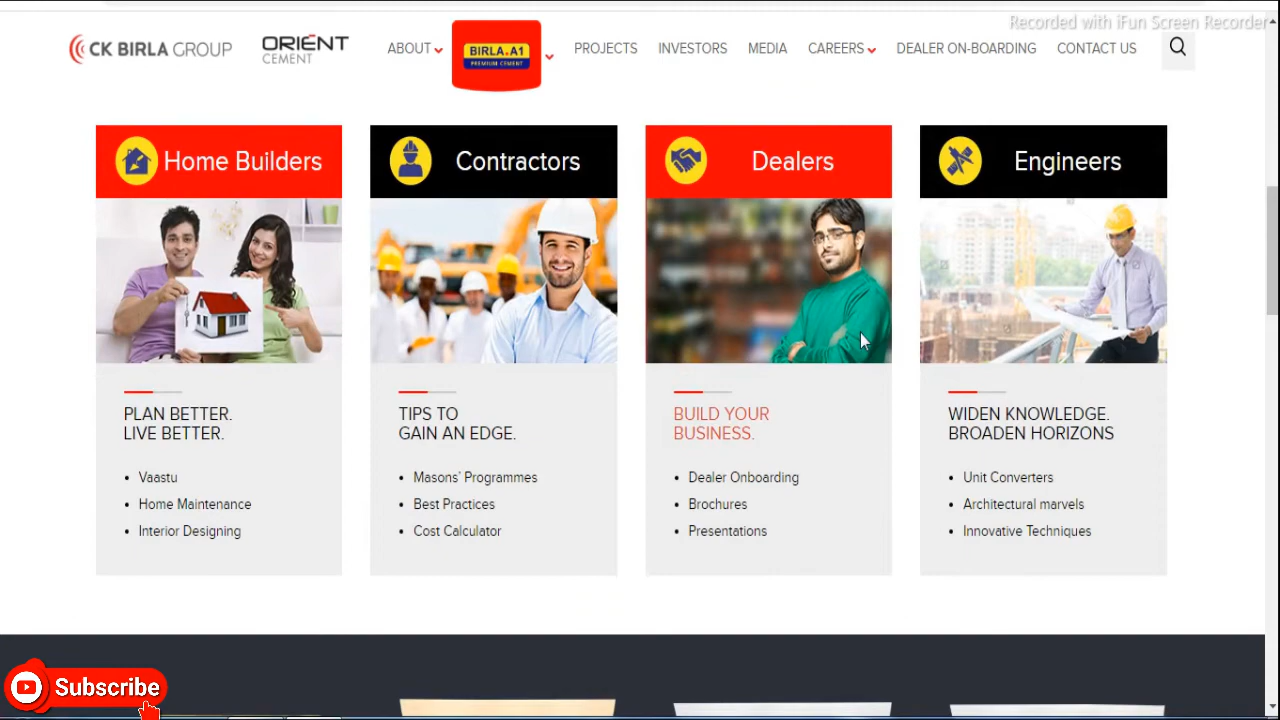 Recorded with iFun Screen Recorder
CK BIRLA GROUP
ORIENT
CEMENT
ABOUT
BIRLA.A1
PREMIUM CEMENT
PROJECTS
INVESTORS
MEDIA
CAREERS
DEALER ON-BOARDING
CONTACT US
Home Builders
PLAN BETTER.
LIVE BETTER.
• Vaastu
• Home Maintenance
• Interior Designing
Contractors
TIPS TO
GAIN AN EDGE.
• Masons' Programmes
• Best Practices
• Cost Calculator
Dealers
BUILD YOUR
BUSINESS.
• Dealer Onboarding
• Brochures
• Presentations
Engineers
WIDEN KNOWLEDGE.
BROADEN HORIZONS
• Unit Converters
• Architectural marvels
• Innovative Techniques
Subscribe